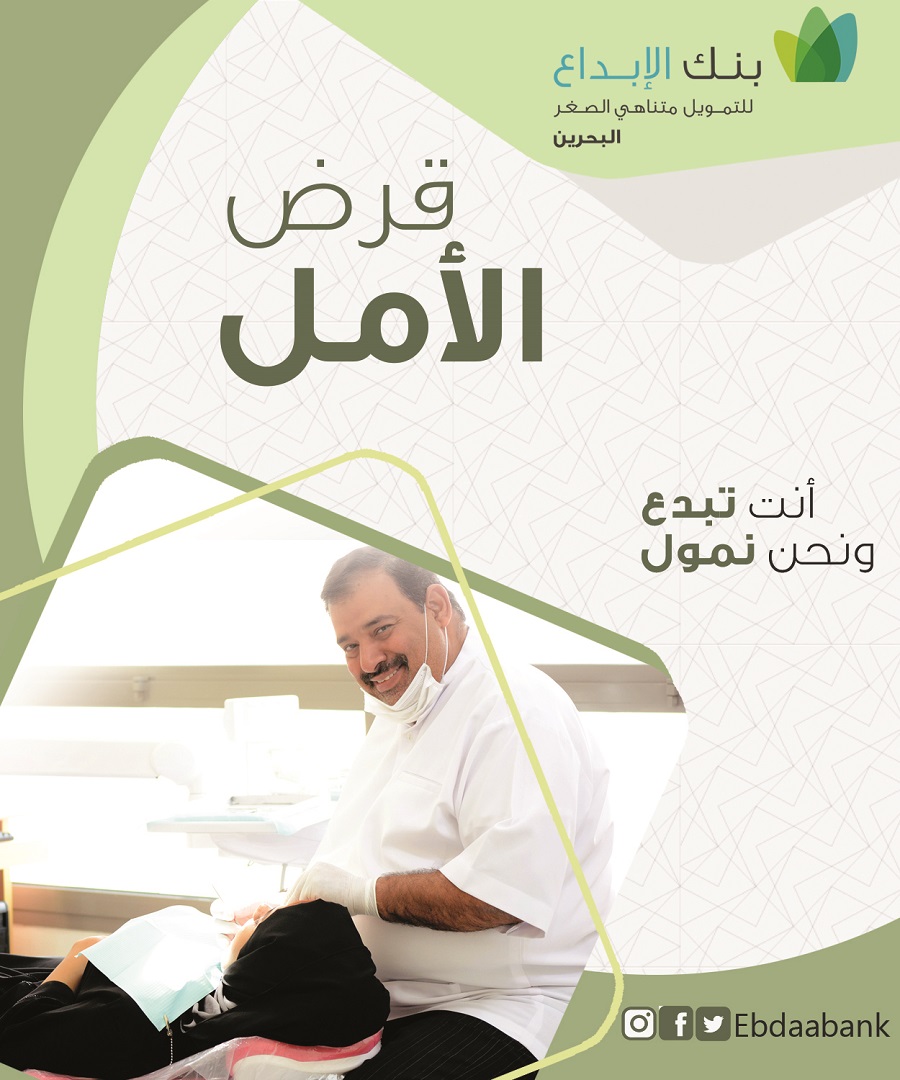 بنك الإبداع
للتمويل متناهي الصغر
البحرين
قرض
الأمل
أنت تبدع
ونحن نمول
Ebdaabank